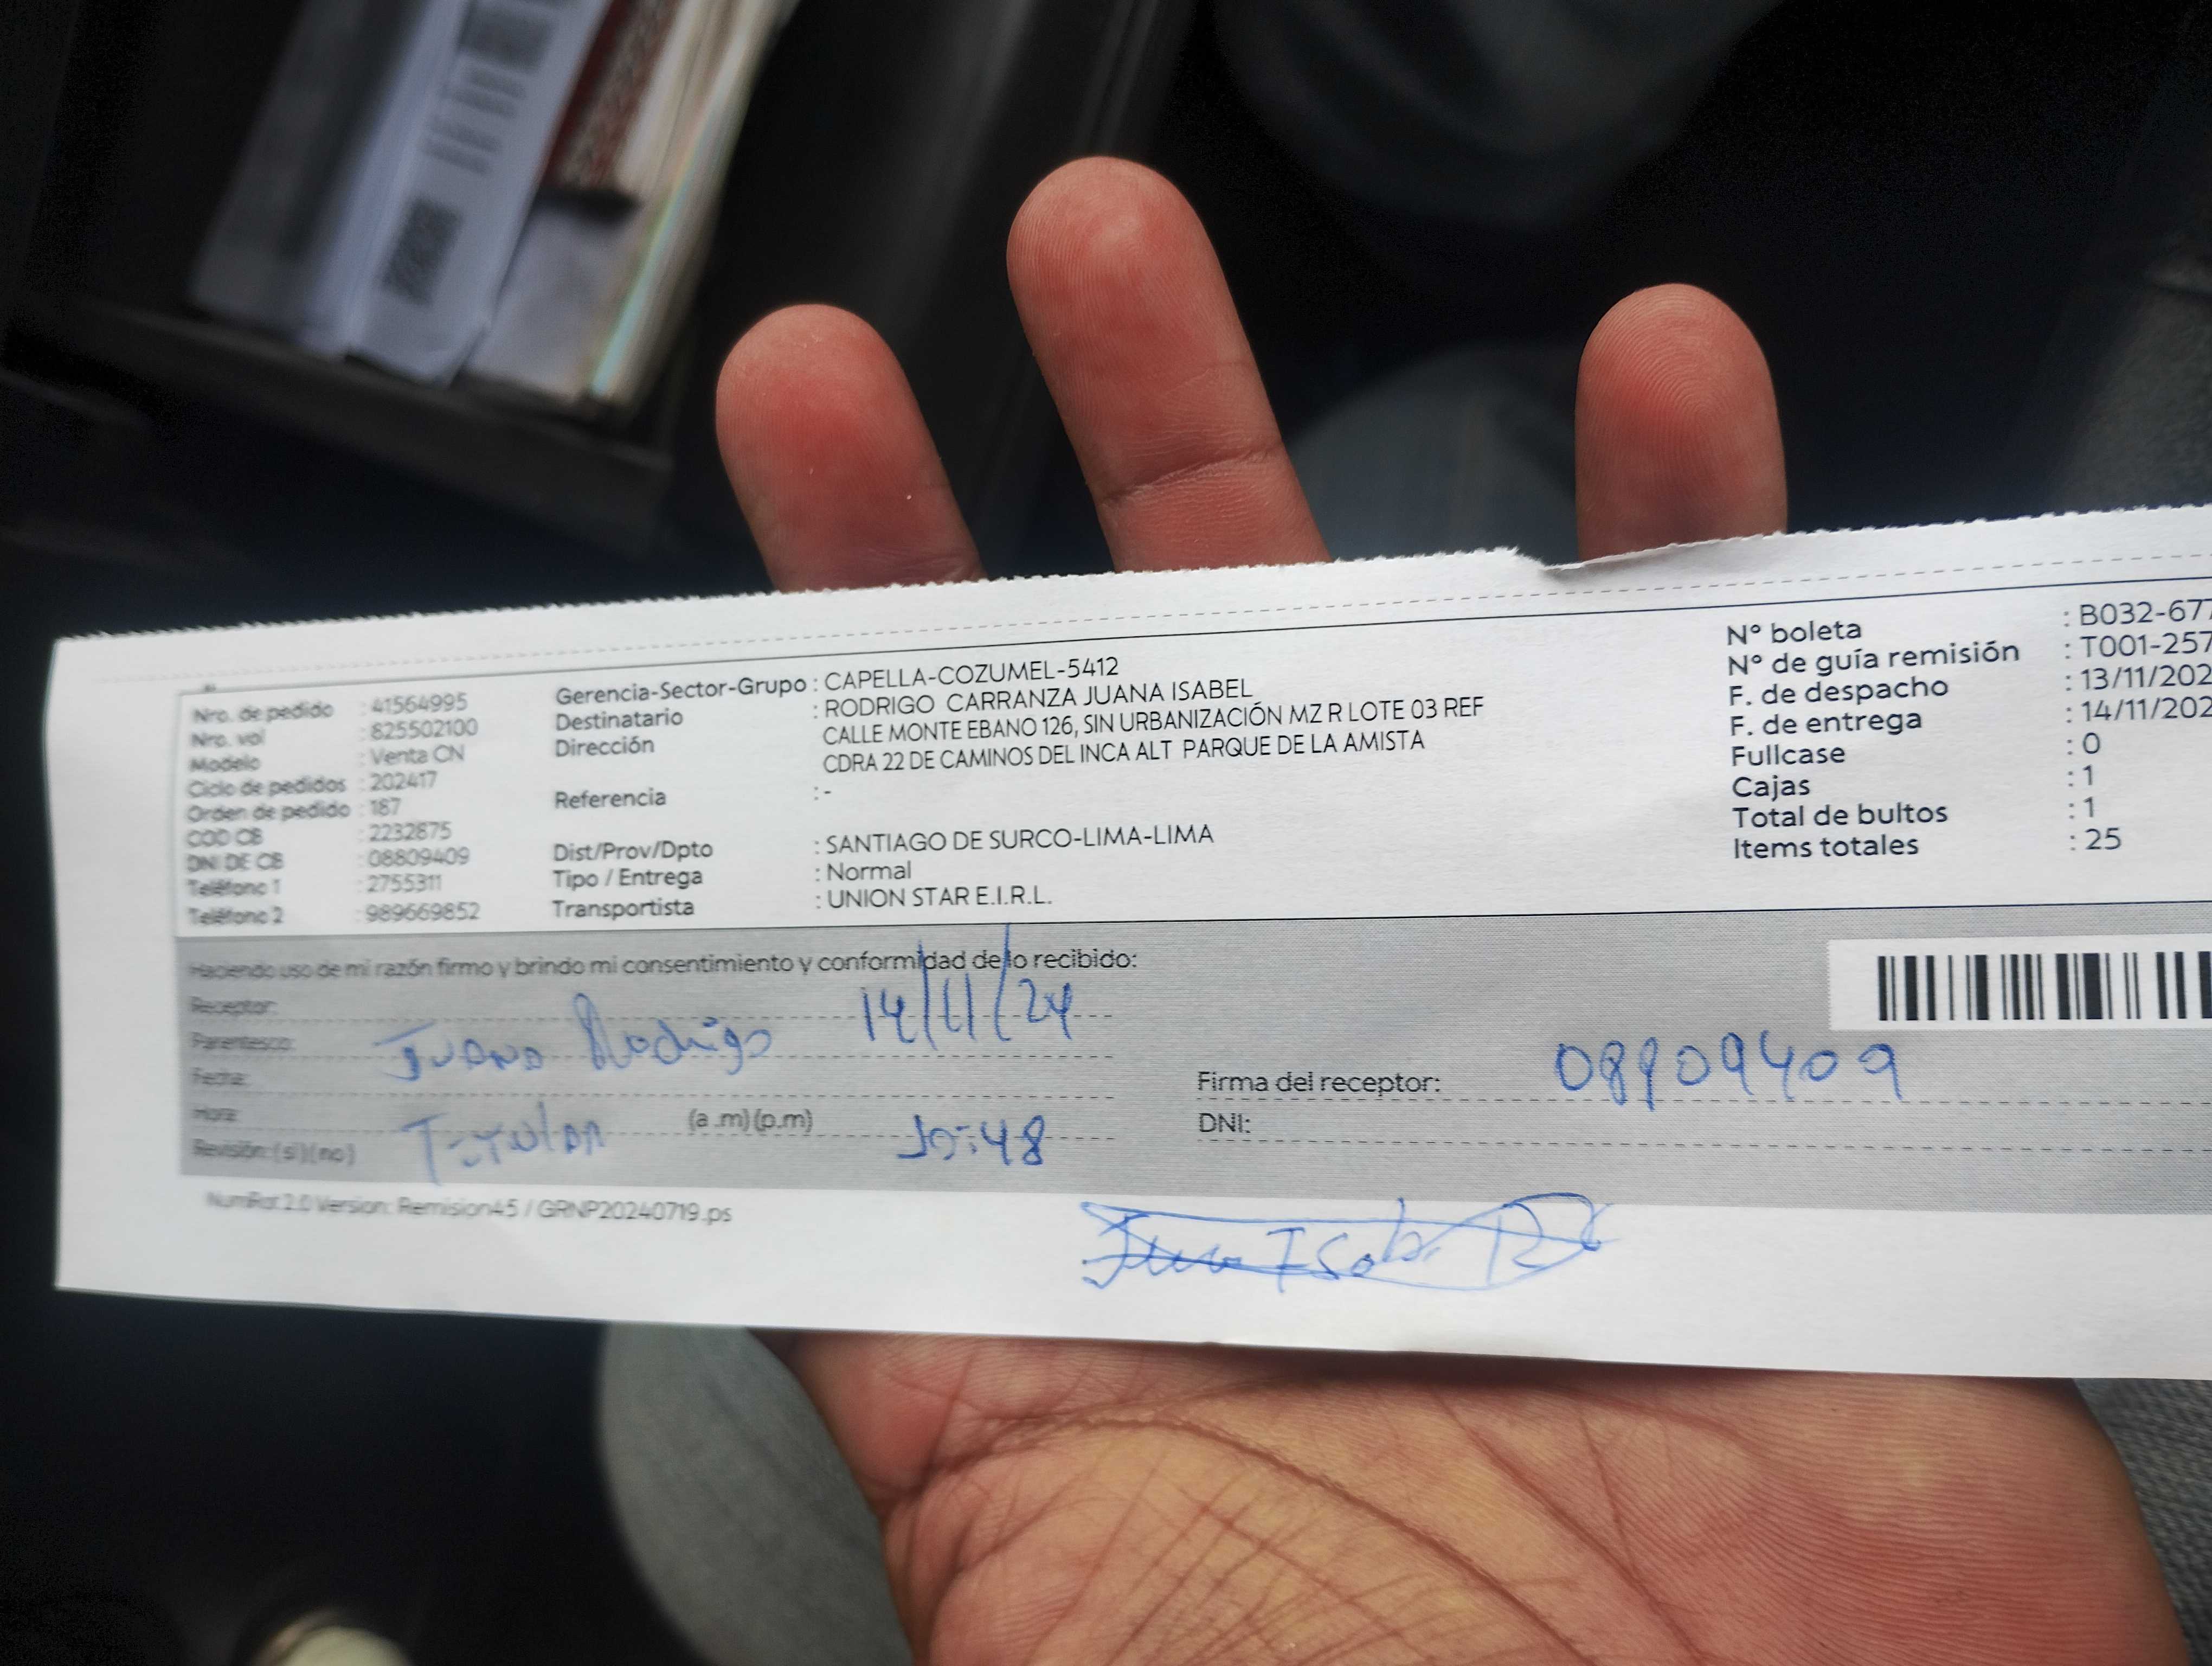 Nro. de pedido : 41564995
Nro. vol : 825502100
Modelo : Venta CN
Ciclo de pedidos : 202417
Orden de pedido : 187
COD CB : 2232875
DNI DE CB : 08809409
Teléfono 1 : 2755311
Teléfono 2 : 989669852
Gerencia-Sector-Grupo : CAPELLA-COZUMEL-5412
Destinatario : RODRIGO CARRANZA JUANA ISABEL
Dirección CALLE MONTE EBANO 126, SIN URBANIZACIÓN MZ R LOTE 03 REF
CDRA 22 DE CAMINOS DEL INCA ALT PARQUE DE LA AMISTA
Referencia : -
Dist/Prov/Dpto : SANTIAGO DE SURCO-LIMA-LIMA
Tipo / Entrega : Normal
Transportista : UNION STAR E.I.R.L.
Nº boleta : B032-677
Nº de guía remisión : T001-257
F. de despacho : 13/11/202
F. de entrega : 14/11/202
Fullcase : 0
Cajas : 1
Total de bultos : 1
Items totales : 25
Haciendo uso de mi razón firmo y brindo mi consentimiento y conformidad de lo recibido:
Receptor:
14/11/24
Parentesco:
Juana Rodrigo
Fecha:
Hora: (a .m) (p.m)
Titular
Revisión: (si) (no)
Firma del receptor: 08809409
DNI:
NumRot 2.0 Version: Remision45 / GRNP20240719.ps